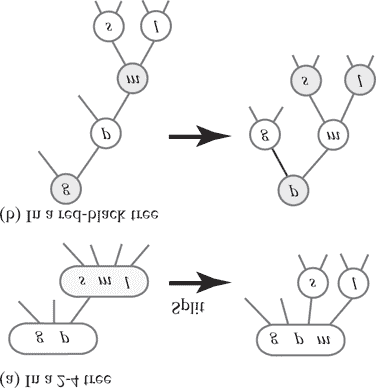 (a) In a 2-4 tree
g p
g p m
Split
s m l
s l
(b) In a red-black tree
g
p
p
g m
m
s l
s l